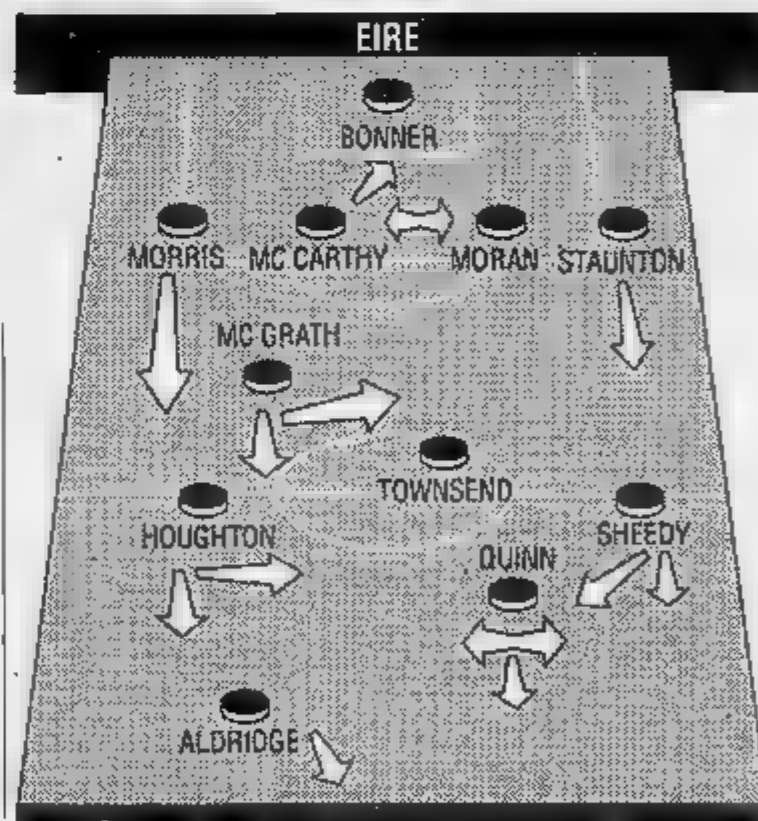 EIRE
BONNER
MORRIS MC CARTHY MORAN STAUNTON
MC GRATH
TOWNSEND
HOUGHTON SHEEDY
QUINN
ALDRIDGE